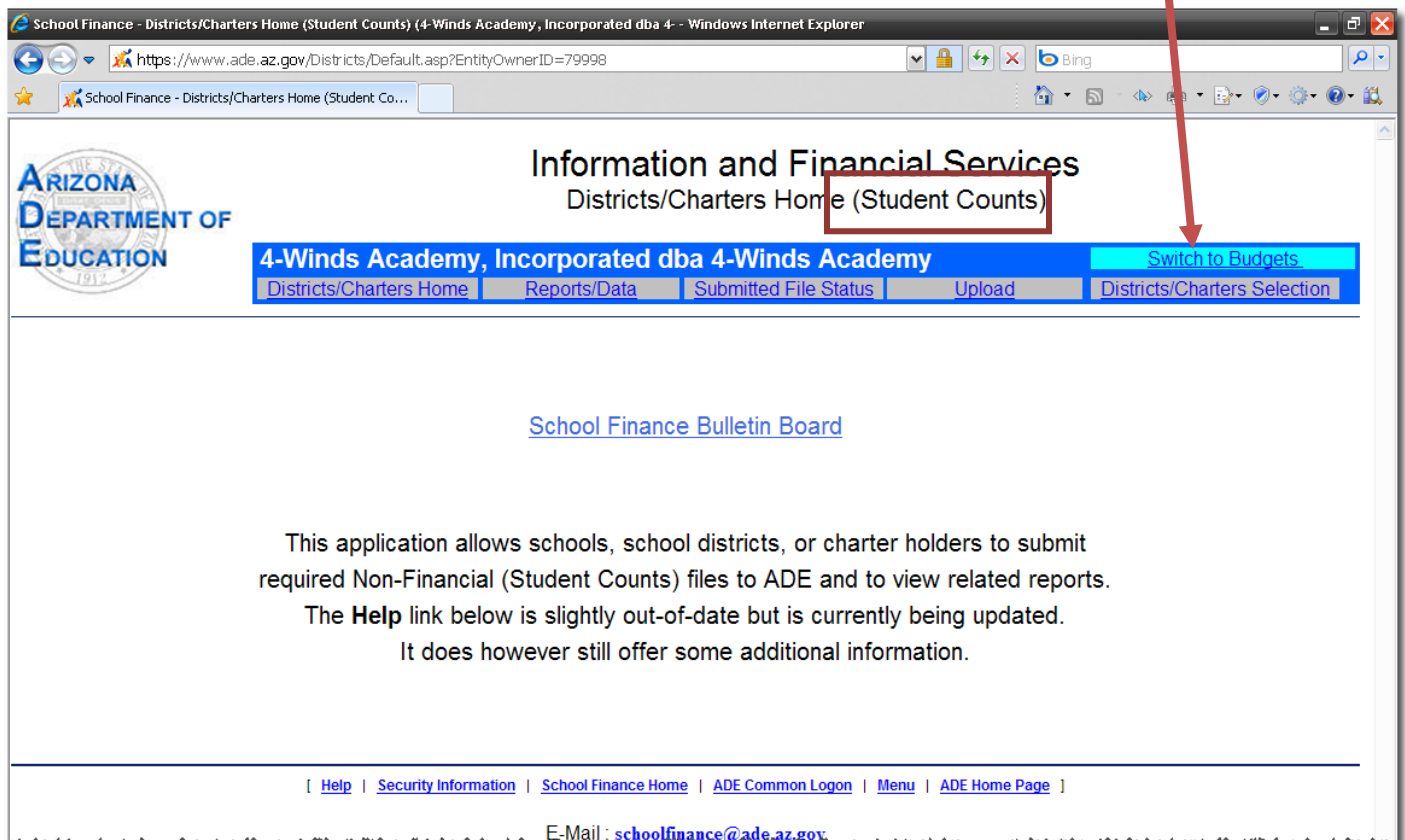 School Finance - Districts/Charters Home (Student Counts) (4-Winds Academy, Incorporated dba 4- - Windows Internet Explorer
https://www.ade.az.gov/Districts/Default.asp?EntityOwnerID=79998
Bing
School Finance - Districts/Charters Home (Student Co...
THE STA
ARIZONA
DEPARTMENT OF
EDUCATION
1912
Information and Financial Services
Districts/Charters Home (Student Counts)
4-Winds Academy, Incorporated dba 4-Winds Academy
Switch to Budgets
Districts/Charters Home
Reports/Data
Submitted File Status
Upload
Districts/Charters Selection
School Finance Bulletin Board
This application allows schools, school districts, or charter holders to submit
required Non-Financial (Student Counts) files to ADE and to view related reports.
The Help link below is slightly out-of-date but is currently being updated.
It does however still offer some additional information.
[ Help | Security Information | School Finance Home | ADE Common Logon | Menu | ADE Home Page ]
E-Mail : schoolfinance@ade.az.gov